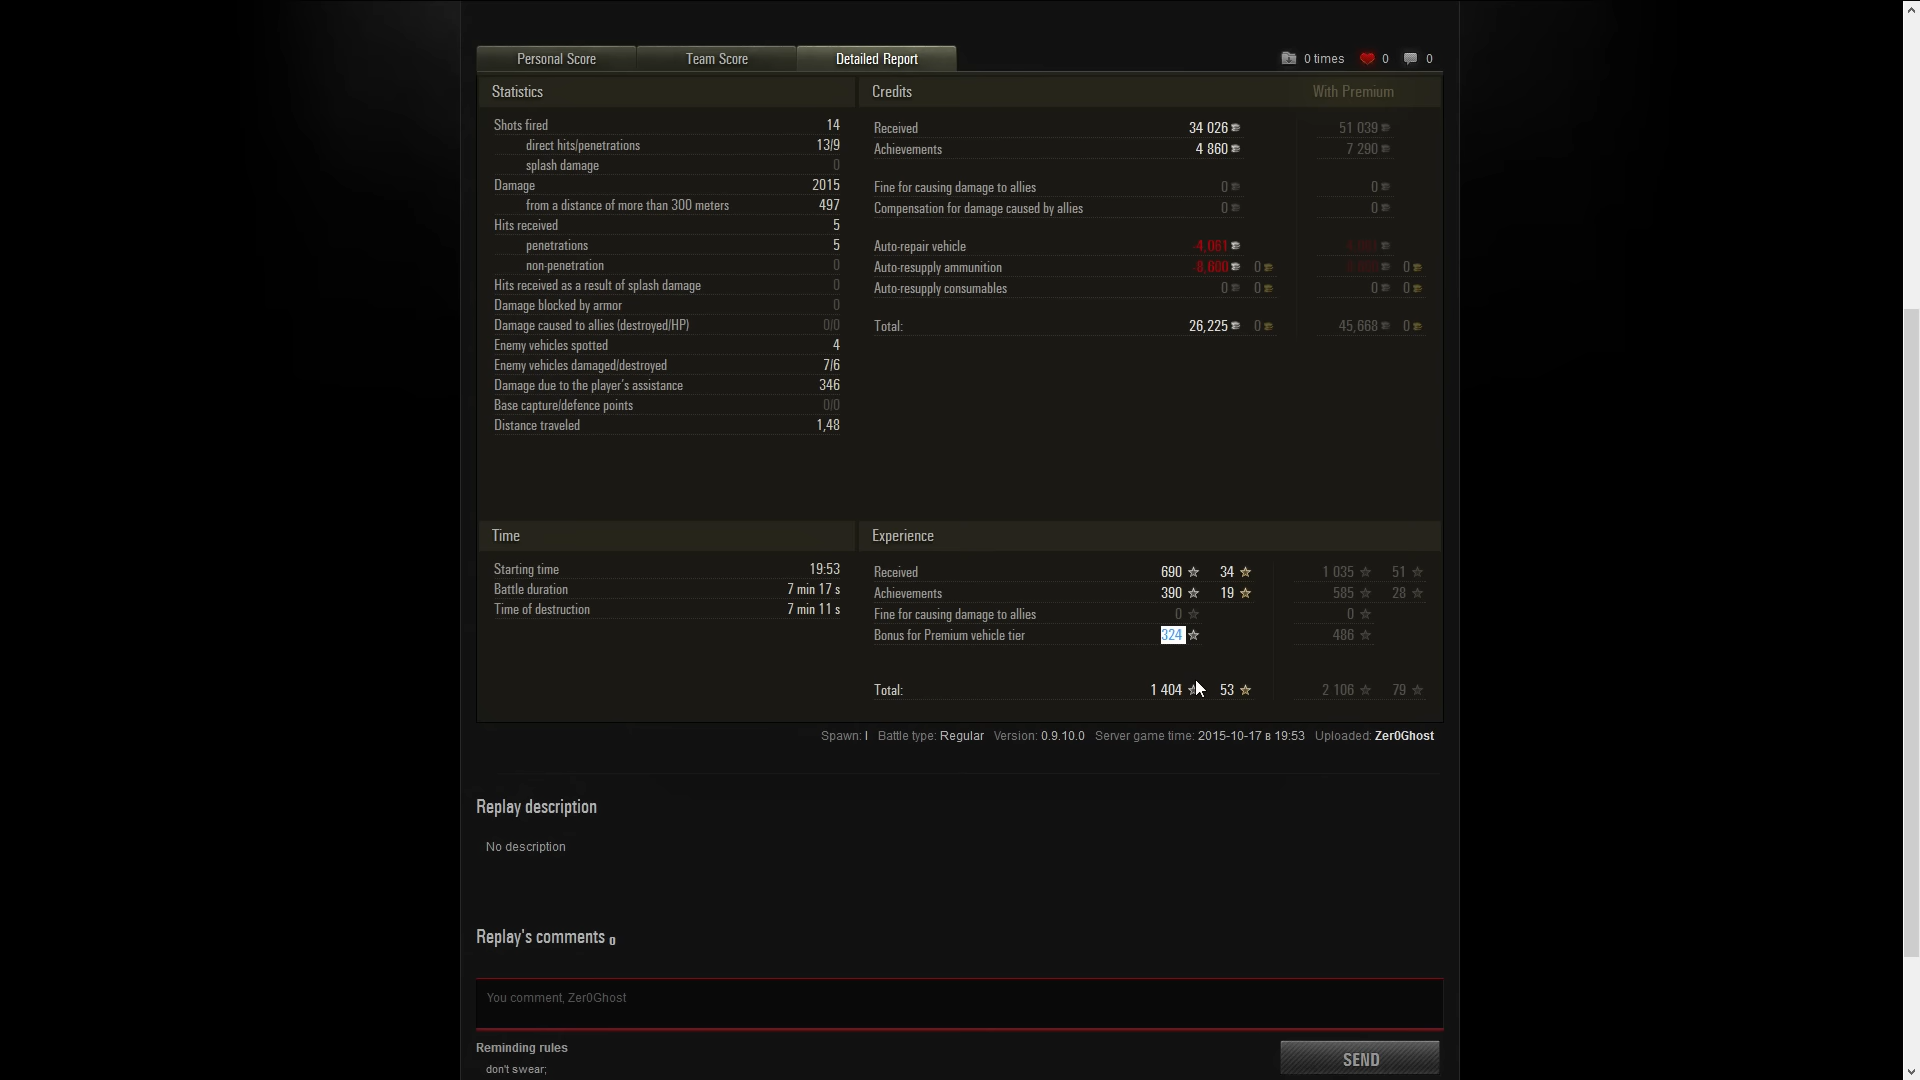 Personal Score Team Score Detailed Report 0 times 0 0
Statistics
Shots fired 14
direct hits/penetrations 13/9
splash damage 0
Damage 2015
from a distance of more than 300 meters 497
Hits received 5
penetrations 5
non-penetration 0
Hits received as a result of splash damage 0
Damage blocked by armor 0
Damage caused to allies (destroyed/HP) 0/0
Enemy vehicles spotted 4
Enemy vehicles damaged/destroyed 7/6
Damage due to the player's assistance 346
Base capture/defence points 0/0
Distance traveled 1,48
Credits With Premium
Received 34 026 51 039
Achievements 4 860 7 290
Fine for causing damage to allies 0 0
Compensation for damage caused by allies 0 0
Auto-repair vehicle -4,061
Auto-resupply ammunition -8,600 0 0
Auto-resupply consumables 0 0 0 0
Total: 26,225 0 45,668 0
Time
Starting time 19:53
Battle duration 7 min 17 s
Time of destruction 7 min 11 s
Experience
Received 690 34 1 035 51
Achievements 390 19 585 28
Fine for causing damage to allies 0 0
Bonus for Premium vehicle tier 324 486
Total: 1 404 53 2 106 79
Spawn: I Battle type: Regular Version: 0.9.10.0 Server game time: 2015-10-17 в 19:53 Uploaded: Zer0Ghost
Replay description
No description
Replay's comments 0
You comment, Zer0Ghost
Reminding rules
don't swear;
SEND